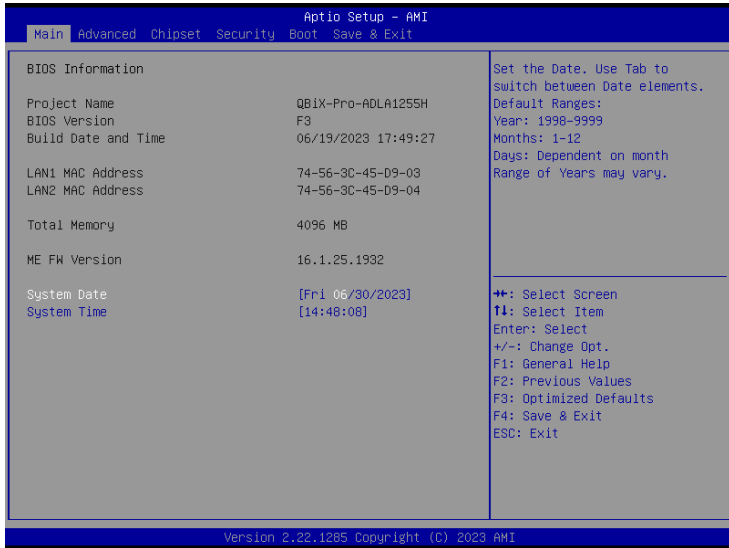 Aptio Setup – AMI
Main Advanced Chipset Security Boot Save & Exit
BIOS Information
Project Name QBiX-Pro-ADLA1255H
BIOS Version F3
Build Date and Time 06/19/2023 17:49:27
LAN1 MAC Address 74-56-3C-45-D9-03
LAN2 MAC Address 74-56-3C-45-D9-04
Total Memory 4096 MB
ME FW Version 16.1.25.1932
System Date [Fri 06/30/2023]
System Time [14:48:08]
Set the Date. Use Tab to
switch between Date elements.
Default Ranges:
Year: 1998-9999
Months: 1-12
Days: Dependent on month
Range of Years may vary.
→←: Select Screen
↑↓: Select Item
Enter: Select
+/-: Change Opt.
F1: General Help
F2: Previous Values
F3: Optimized Defaults
F4: Save & Exit
ESC: Exit
Version 2.22.1285 Copyright (C) 2023 AMI